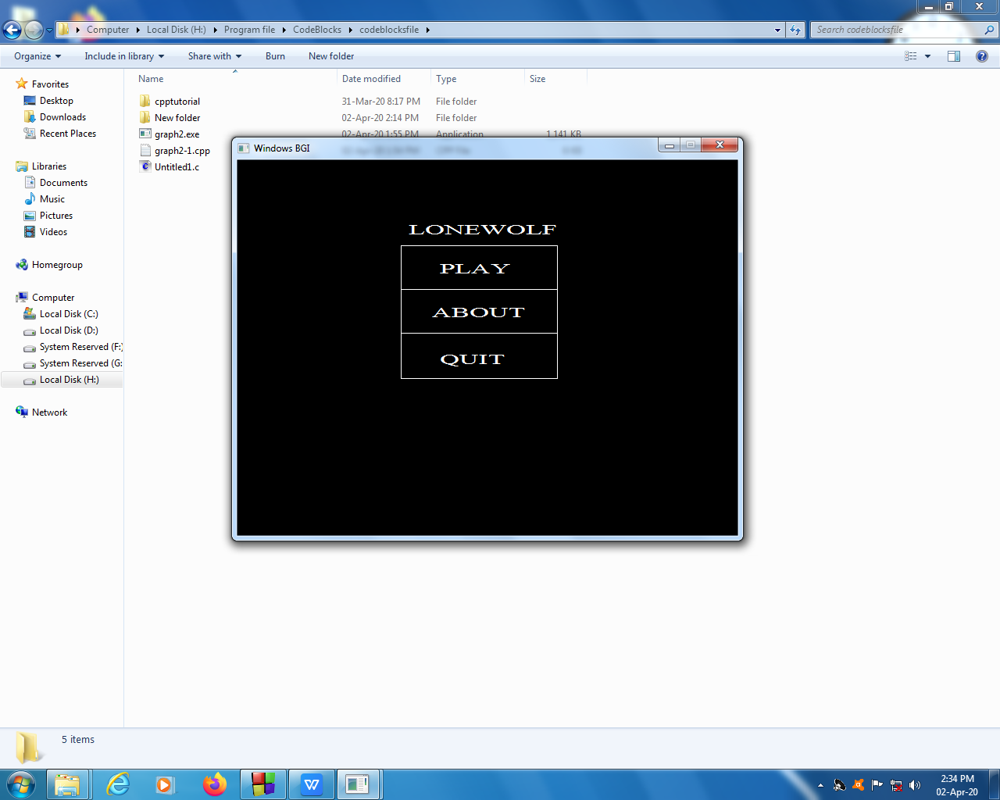 Computer Local Disk (H:) Program file CodeBlocks codeblocksfile
Search codeblocksfile
Organize Include in library Share with Burn New folder
Name Date modified Type Size
Favorites
Desktop
Downloads
Recent Places
Libraries
Documents
Music
Pictures
Videos
Homegroup
Computer
Local Disk (C:)
Local Disk (D:)
System Reserved (F:)
System Reserved (G:
Local Disk (H:)
Network
cpptutorial 31-Mar-20 8:17 PM File folder
New folder 02-Apr-20 2:14 PM File folder
graph2.exe 02-Apr-20 1:55 PM Application 1,141 KB
graph2-1.cpp
Untitled1.c
Windows BGI
LONEWOLF
PLAY
ABOUT
QUIT
5 items
2:34 PM
02-Apr-20